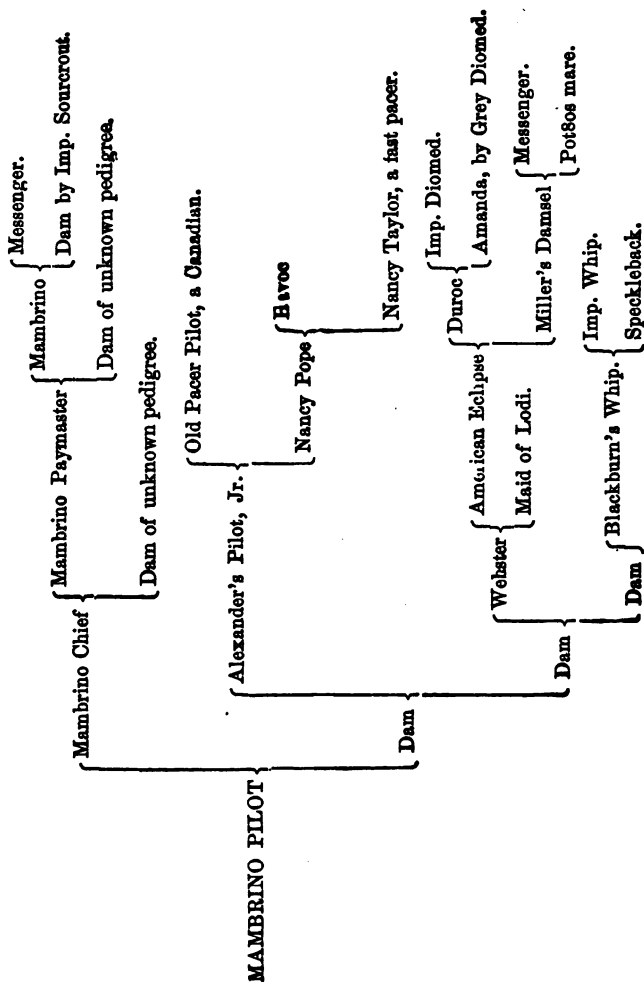 Messenger.
Mambrino
Mambrino Paymaster
Dam by Imp. Sourcrout.
Mambrino Chief
Dam of unknown pedigree.
Dam of unknown pedigree.
Old Pacer Pilot, a Canadian.
Alexander's Pilot, Jr.
MAMBRINO PILOT
Havoc
Nancy Pope
Nancy Taylor, a fast pacer.
Dam
Imp. Diomed.
Duroc
American Eclipse
Amanda, by Grey Diomed.
Webster
Maid of Lodi.
Messenger.
Miller's Damsel
Dam
Pot8os mare.
Imp. Whip.
Blackburn's Whip.
Dam
Speckleback.